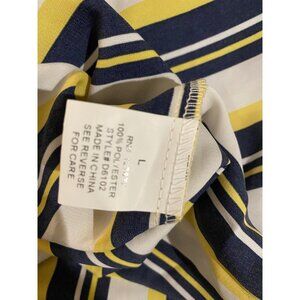 L
RN#
100% POLYESTER
STYLE# D6102
MADE IN CHINA
SEE REVERSE
FOR CARE